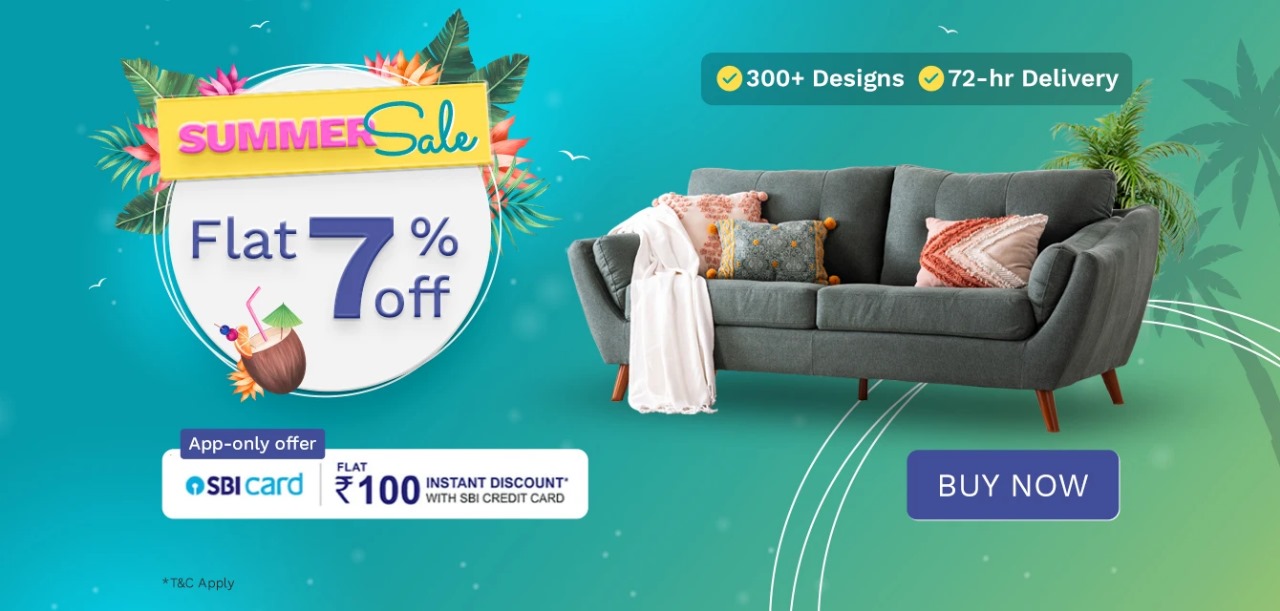 SUMMER Sale
Flat 7% off
300+ Designs
72-hr Delivery
App-only offer
SBI card
FLAT
₹100
INSTANT DISCOUNT*
WITH SBI CREDIT CARD
BUY NOW
*T&C Apply